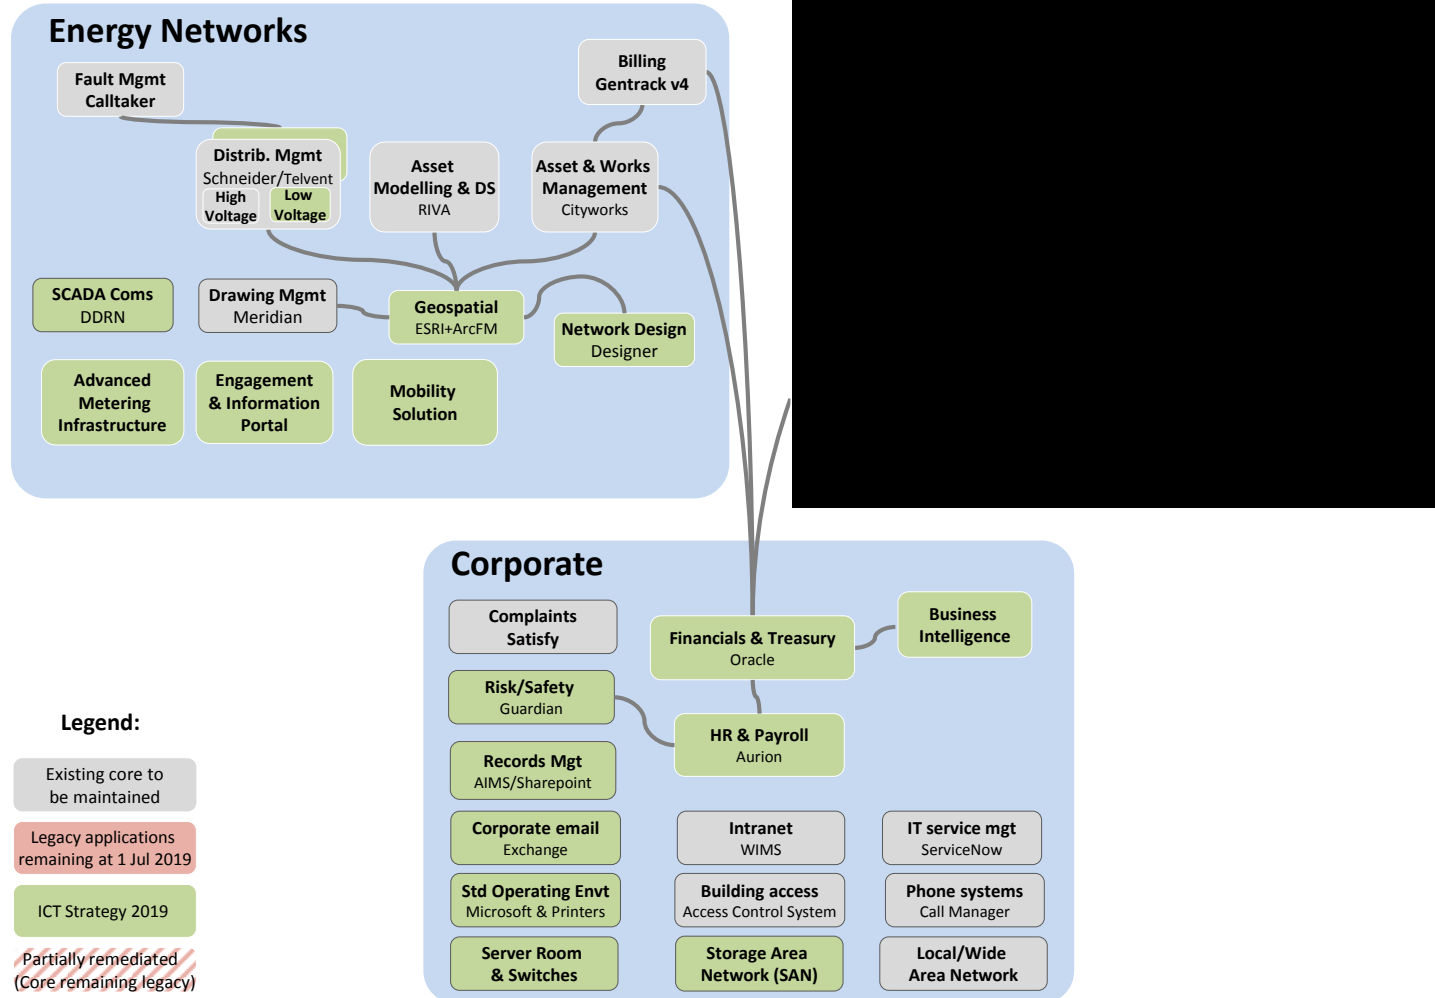 Energy Networks
Fault Mgmt
Calltaker
Billing
Gentrack v4
Distrib. Mgmt
Schneider/Telvent
High
Voltage
Low
Voltage
Asset
Modelling & DS
RIVA
Asset & Works
Management
Cityworks
SCADA Coms
DDRN
Drawing Mgmt
Meridian
Geospatial
ESRI+ArcFM
Network Design
Designer
Advanced
Metering
Infrastructure
Engagement
& Information
Portal
Mobility
Solution
Corporate
Complaints
Satisfy
Financials & Treasury
Oracle
Business
Intelligence
Risk/Safety
Guardian
HR & Payroll
Aurion
Records Mgt
AIMS/Sharepoint
Corporate email
Exchange
Intranet
WIMS
IT service mgt
ServiceNow
Std Operating Envt
Microsoft & Printers
Building access
Access Control System
Phone systems
Call Manager
Server Room
& Switches
Storage Area
Network (SAN)
Local/Wide
Area Network
Legend:
Existing core to
be maintained
Legacy applications
remaining at 1 Jul 2019
ICT Strategy 2019
Partially remediated
(Core remaining legacy)